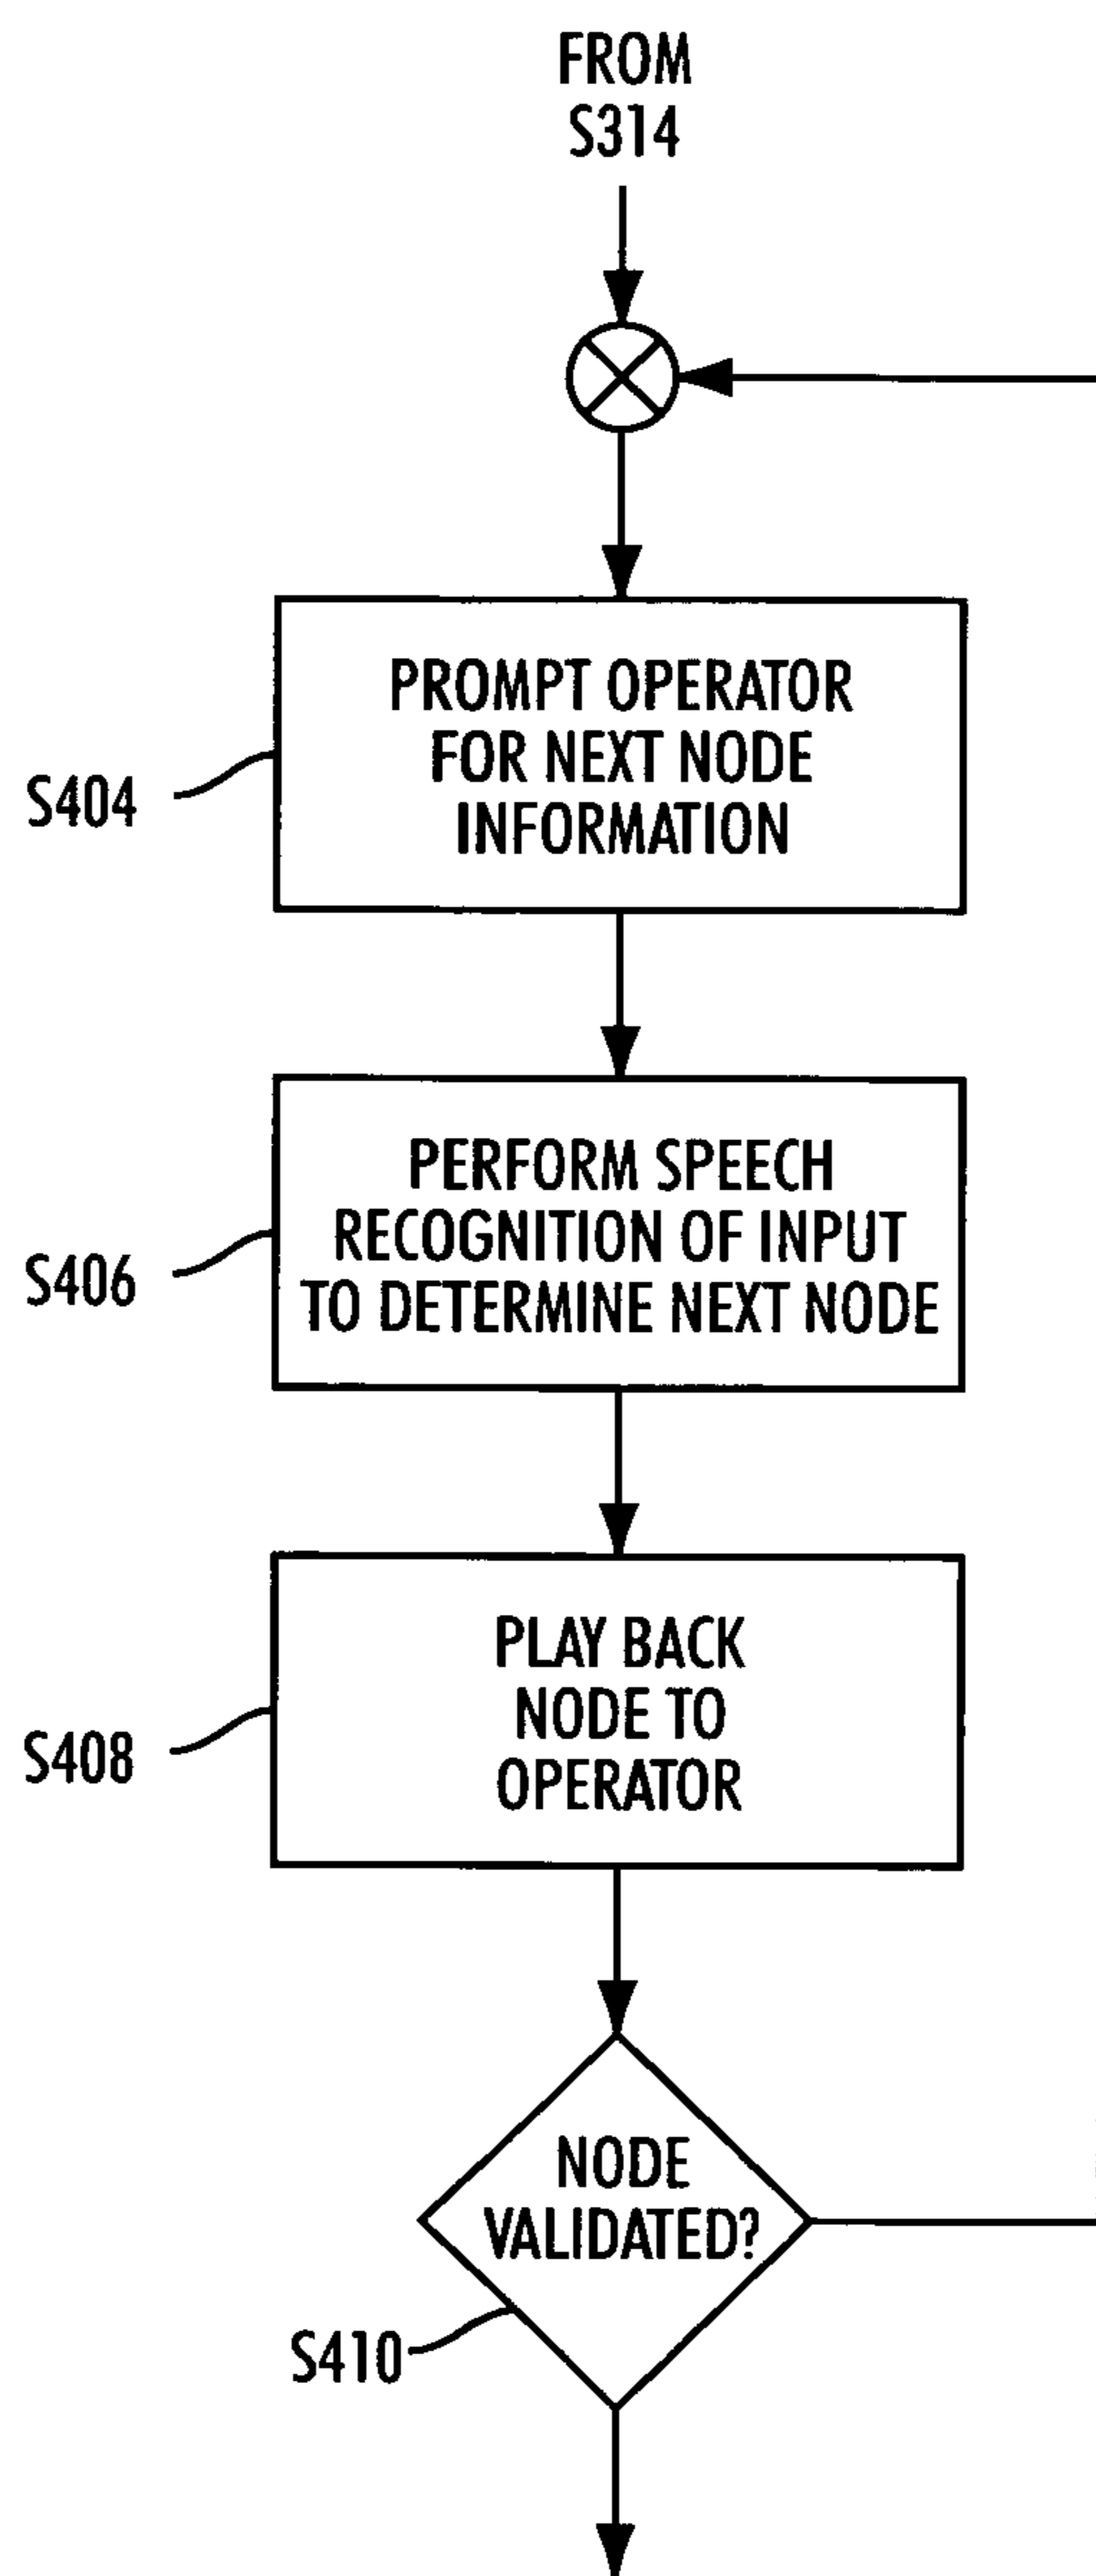 FROM
S314
PROMPT OPERATOR
FOR NEXT NODE
INFORMATION
S404
PERFORM SPEECH
RECOGNITION OF INPUT
TO DETERMINE NEXT NODE
S406
PLAY BACK
NODE TO
OPERATOR
S408
NODE
VALIDATED?
S410